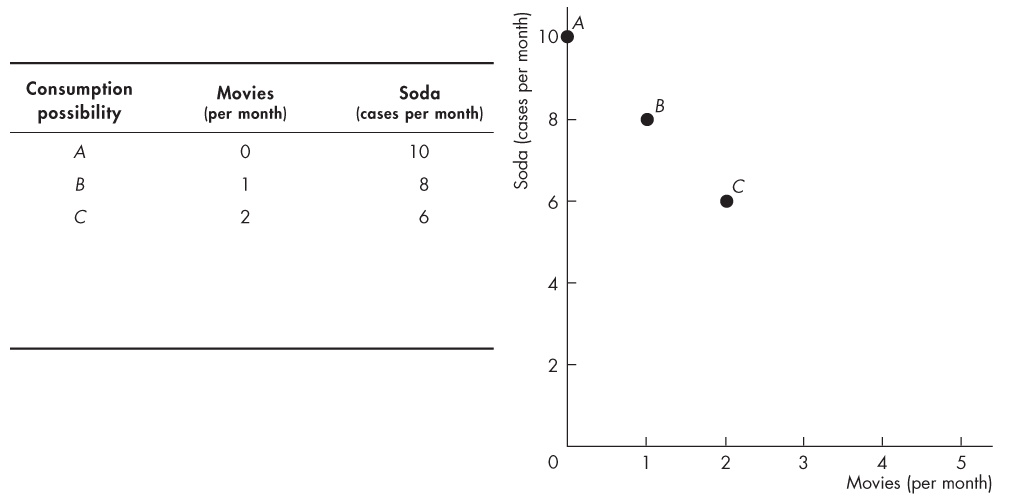 Consumption possibility Movies (per month) Soda (cases per month)
A 0 10
B 1 8
C 2 6
Soda (cases per month)
10
8
6
4
2
0 1 2 3 4 5
Movies (per month)
A
B
C